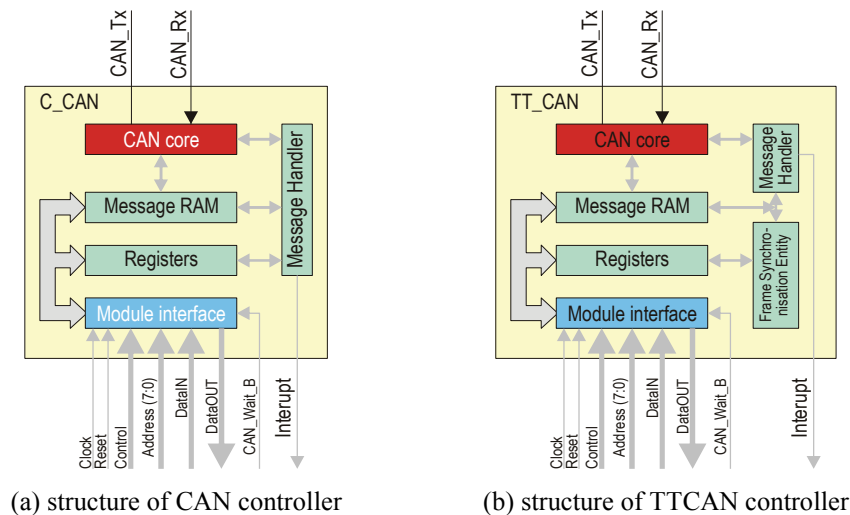 CAN_Tx
CAN_Rx
C_CAN
CAN core
Message RAM
Registers
Module interface
Message Handler
Clock
Reset
Control
Address (7:0)
DataIN
DataOUT
CAN_Wait_B
Interupt
(a) structure of CAN controller
CAN_Tx
CAN_Rx
TT_CAN
CAN core
Message RAM
Registers
Module interface
Message
Handler
Frame Synchro-
nisation Entity
Clock
Reset
Control
Address (7:0)
DataIN
DataOUT
CAN_Wait_B
Interupt
(b) structure of TTCAN controller